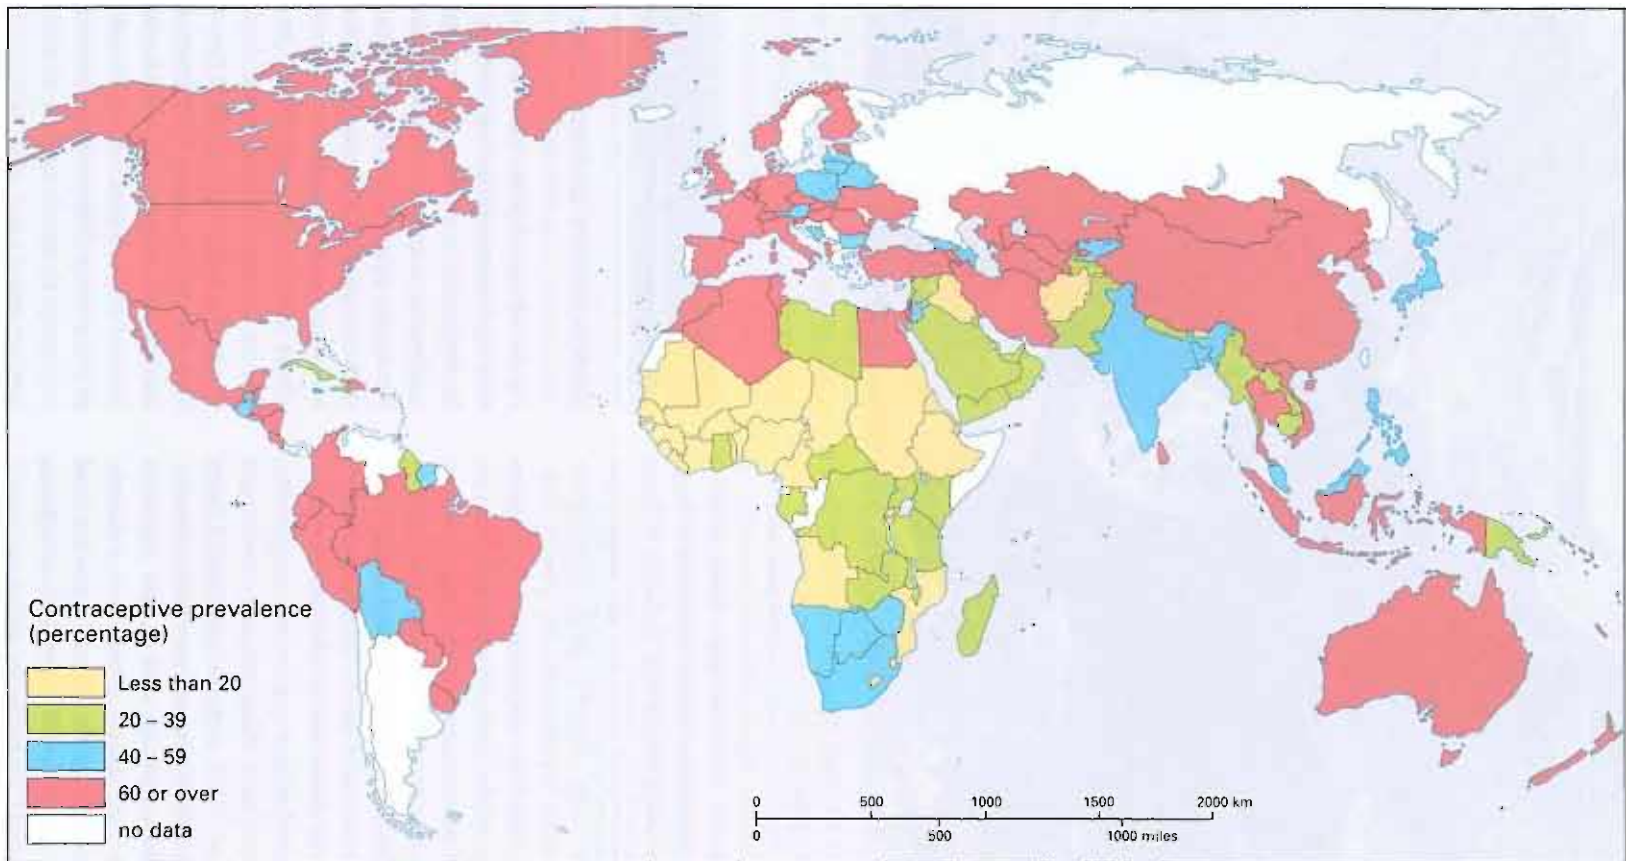 Contraceptive prevalence
(percentage)
Less than 20
20 – 39
40 – 59
60 or over
no data
0 500 1000 1500 2000 km
0 500 1000 miles